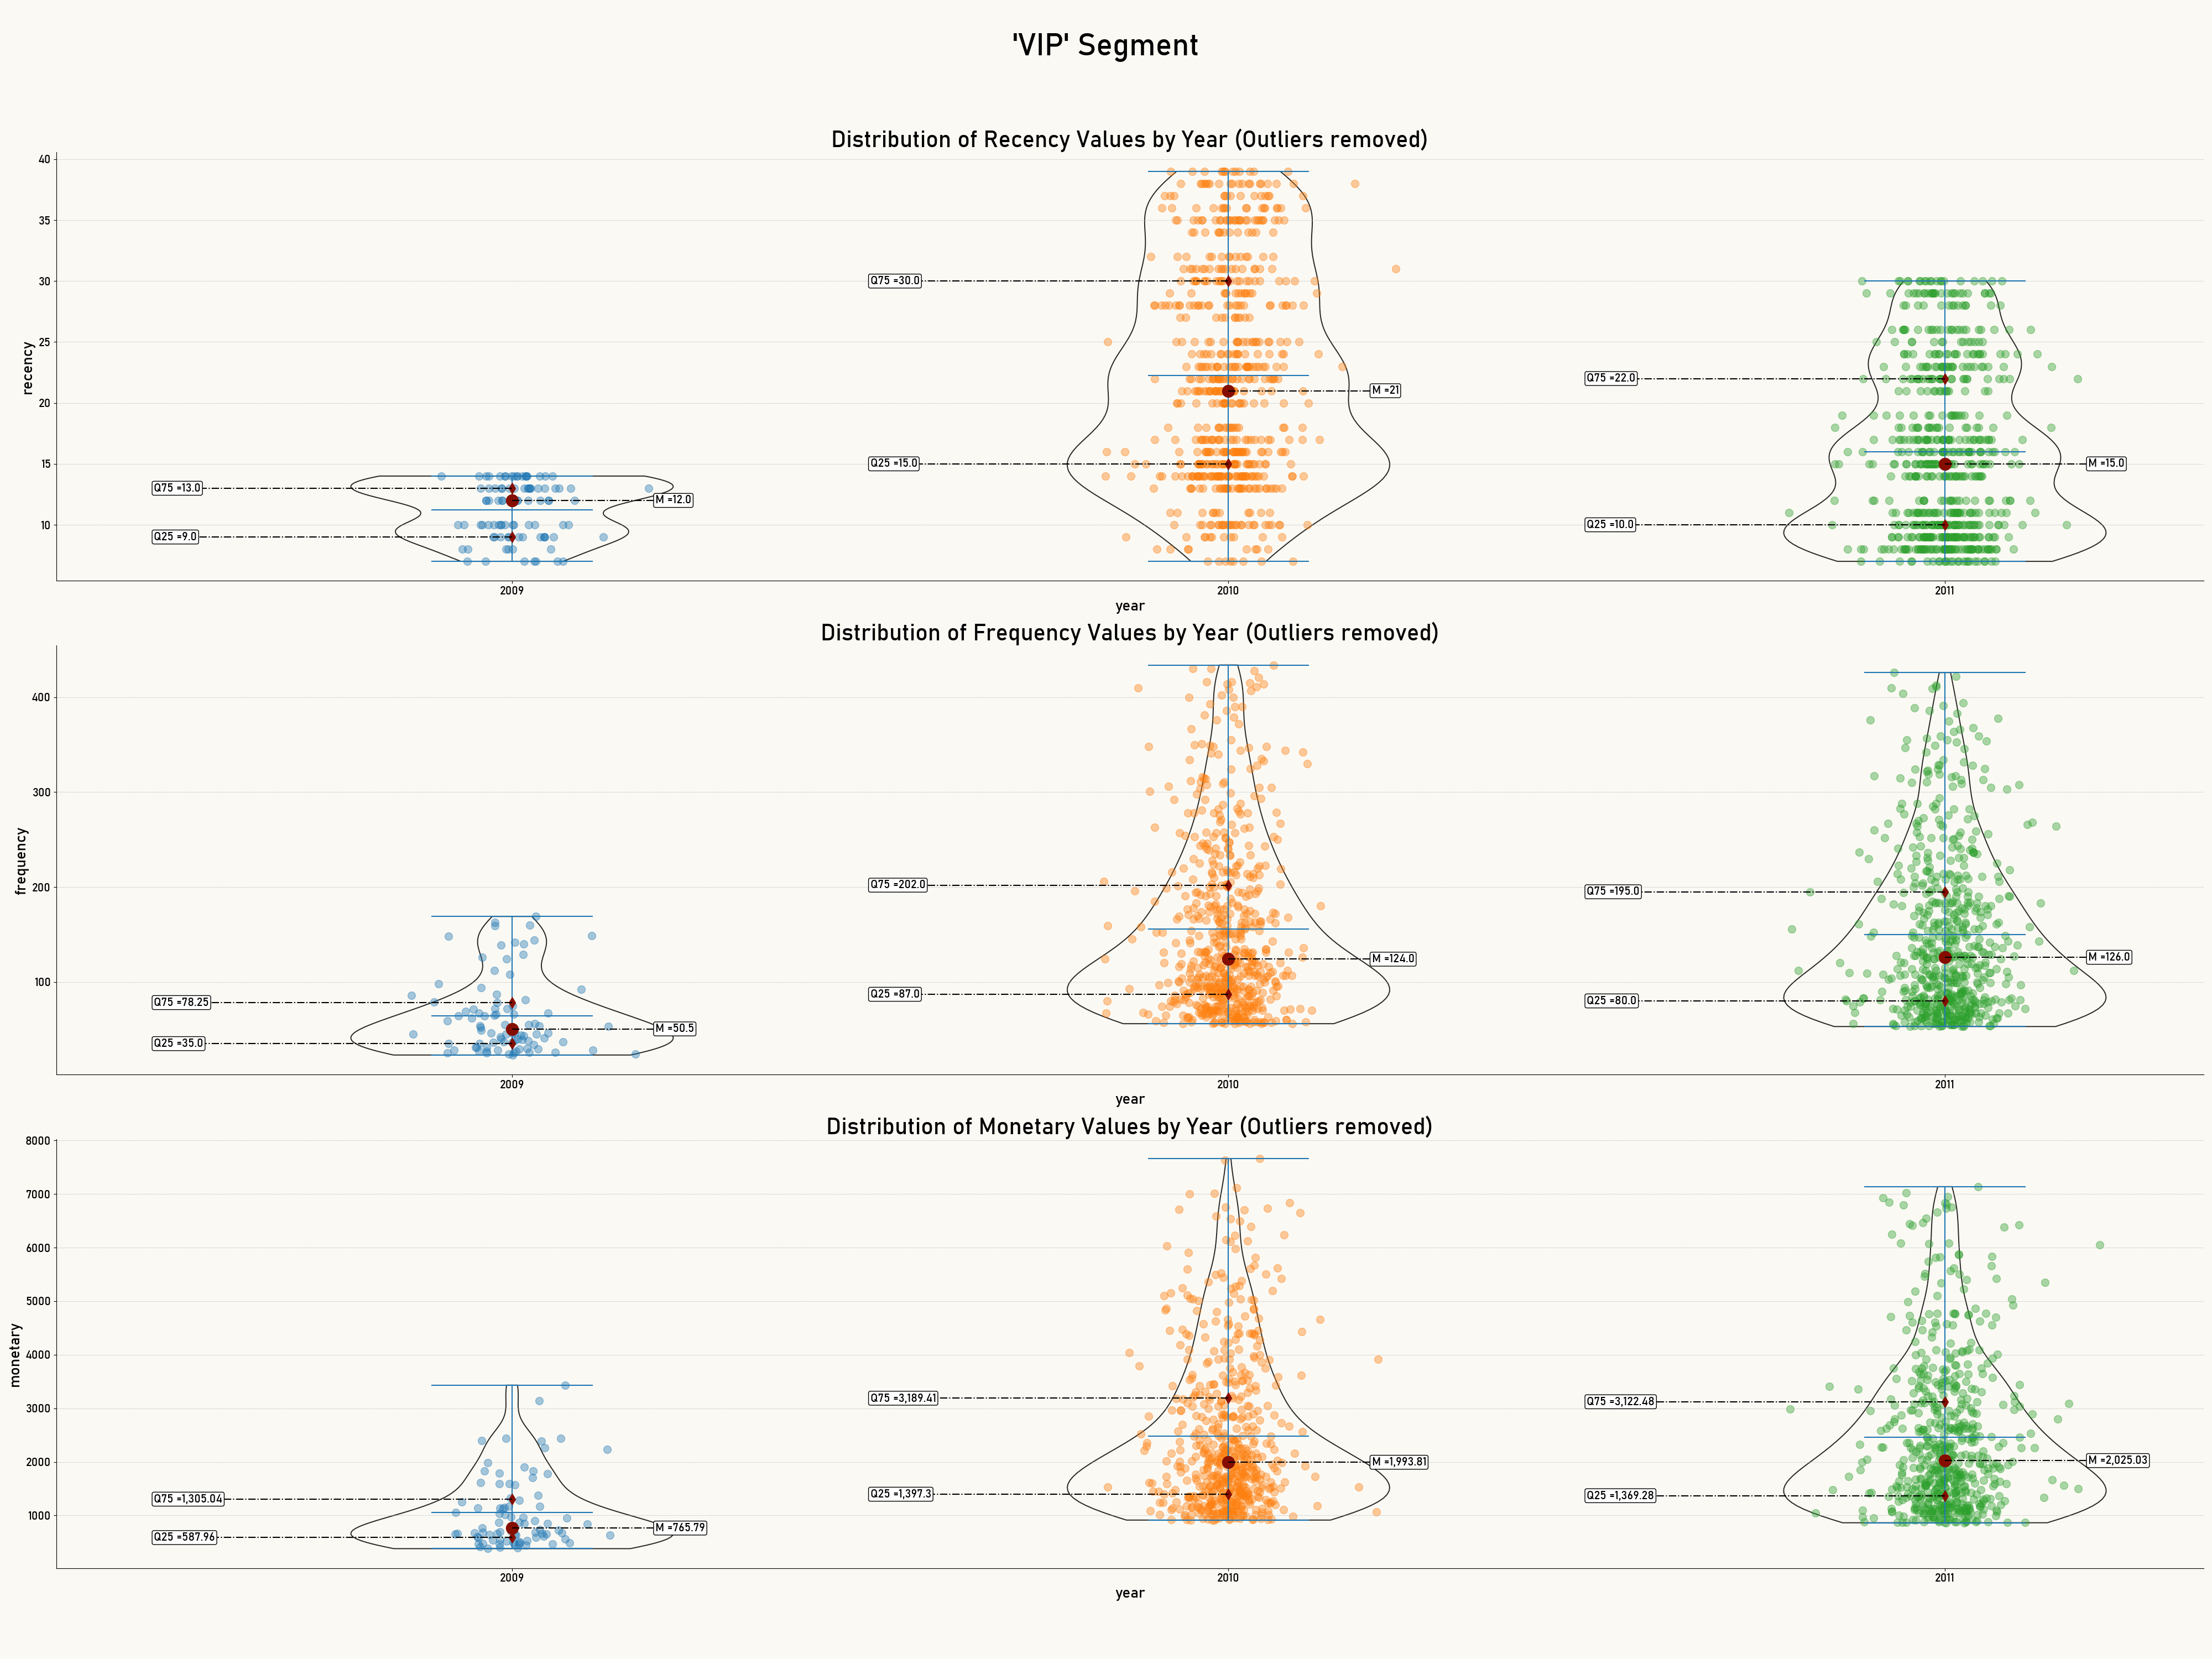 'VIP' Segment
Distribution of Recency Values by Year (Outliers removed)
40
35
Q75 =30.0
30
25
recency
Q75 =22.0
M =21
20
Q25 =15.0
15
M =15.0
Q75 =13.0
M =12.0
10
Q25 =10.0
Q25 =9.0
2009
2010
2011
year
Distribution of Frequency Values by Year (Outliers removed)
400
300
frequency
200
Q75 =202.0
Q75 =195.0
M =124.0
M =126.0
100
Q75 =78.25
Q25 =87.0
Q25 =80.0
M =50.5
Q25 =35.0
2009
2010
2011
year
Distribution of Monetary Values by Year (Outliers removed)
8000
7000
6000
5000
4000
monetary
3000
Q75 =3,189.41
Q75 =3,122.48
2000
M =1,993.81
M =2,025.03
Q75 =1,305.04
Q25 =1,397.3
Q25 =1,369.28
1000
M =765.79
Q25 =587.96
2009
2010
2011
year